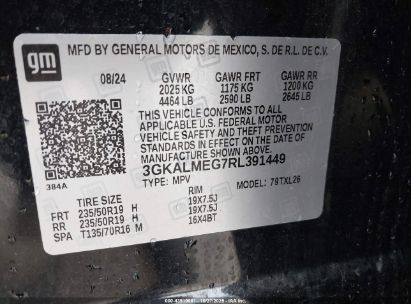 gm
MFD BY GENERAL MOTORS DE MEXICO, S. DE R.L. DE C.V.
08/24 GVWR GAWR FRT GAWR RR
2025 KG 1175 KG 1200 KG
4464 LB 2590 LB 2645 LB
THIS VEHICLE CONFORMS TO ALL
APPLICABLE U.S. FEDERAL MOTOR
VEHICLE SAFETY AND THEFT PREVENTION
STANDARDS IN EFFECT ON THE DATE OF
MANUFACTURE SHOWN ABOVE.
3GKALMEG7RL391449
384A TYPE: MPV MODEL: 79TXL26
TIRE SIZE RIM
FRT 235/50R19 H 19X7.5J
RR 235/50R19 H 19X7.5J
SPA T135/70R16 M 16X4BT